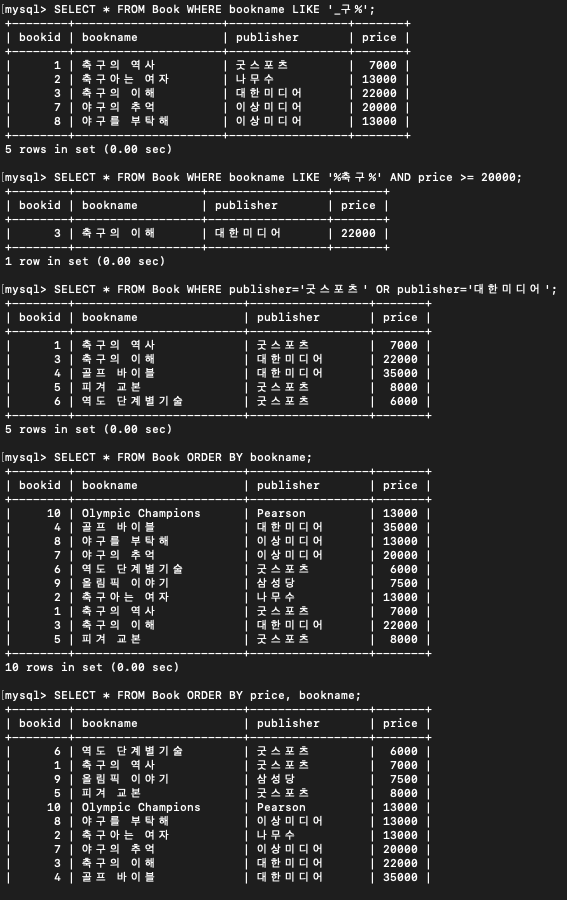 [mysql> SELECT * FROM Book WHERE bookname LIKE '_구%';
+--------+---------------------+-----------------+-------+
| bookid | bookname            | publisher       | price |
+--------+---------------------+-----------------+-------+
|      1 | 축구의 역사 | 굿스포츠 |  7000 |
|      2 | 축구아는 여자 | 나무수 | 13000 |
|      3 | 축구의 이해 | 대한미디어 | 22000 |
|      7 | 야구의 추억 | 이상미디어 | 20000 |
|      8 | 야구를 부탁해 | 이상미디어 | 13000 |
+--------+---------------------+-----------------+-------+
5 rows in set (0.00 sec)
[mysql> SELECT * FROM Book WHERE bookname LIKE '%축구%' AND price >= 20000;
+--------+------------------+-----------------+-------+
| bookid | bookname         | publisher       | price |
+--------+------------------+-----------------+-------+
|      3 | 축구의 이해 | 대한미디어 | 22000 |
+--------+------------------+-----------------+-------+
1 row in set (0.00 sec)
[mysql> SELECT * FROM Book WHERE publisher='굿스포츠' OR publisher='대한미디어';
+--------+------------------------+-----------------+-------+
| bookid | bookname               | publisher       | price |
+--------+------------------------+-----------------+-------+
|      1 | 축구의 역사 | 굿스포츠 |  7000 |
|      3 | 축구의 이해 | 대한미디어 | 22000 |
|      4 | 골프 바이블 | 대한미디어 | 35000 |
|      5 | 피겨 교본 | 굿스포츠 |  8000 |
|      6 | 역도 단계별기술 | 굿스포츠 |  6000 |
+--------+------------------------+-----------------+-------+
5 rows in set (0.00 sec)
[mysql> SELECT * FROM Book ORDER BY bookname;
+--------+------------------------+-----------------+-------+
| bookid | bookname               | publisher       | price |
+--------+------------------------+-----------------+-------+
|     10 | Olympic Champions | Pearson | 13000 |
|      4 | 골프 바이블 | 대한미디어 | 35000 |
|      8 | 야구를 부탁해 | 이상미디어 | 13000 |
|      7 | 야구의 추억 | 이상미디어 | 20000 |
|      6 | 역도 단계별기술 | 굿스포츠 |  6000 |
|      9 | 올림픽 이야기 | 삼성당 |  7500 |
|      2 | 축구아는 여자 | 나무수 | 13000 |
|      1 | 축구의 역사 | 굿스포츠 |  7000 |
|      3 | 축구의 이해 | 대한미디어 | 22000 |
|      5 | 피겨 교본 | 굿스포츠 |  8000 |
+--------+------------------------+-----------------+-------+
10 rows in set (0.00 sec)
[mysql> SELECT * FROM Book ORDER BY price, bookname;
+--------+------------------------+-----------------+-------+
| bookid | bookname               | publisher       | price |
+--------+------------------------+-----------------+-------+
|      6 | 역도 단계별기술 | 굿스포츠 |  6000 |
|      1 | 축구의 역사 | 굿스포츠 |  7000 |
|      9 | 올림픽 이야기 | 삼성당 |  7500 |
|      5 | 피겨 교본 | 굿스포츠 |  8000 |
|     10 | Olympic Champions | Pearson | 13000 |
|      8 | 야구를 부탁해 | 이상미디어 | 13000 |
|      2 | 축구아는 여자 | 나무수 | 13000 |
|      7 | 야구의 추억 | 이상미디어 | 20000 |
|      3 | 축구의 이해 | 대한미디어 | 22000 |
|      4 | 골프 바이블 | 대한미디어 | 35000 |